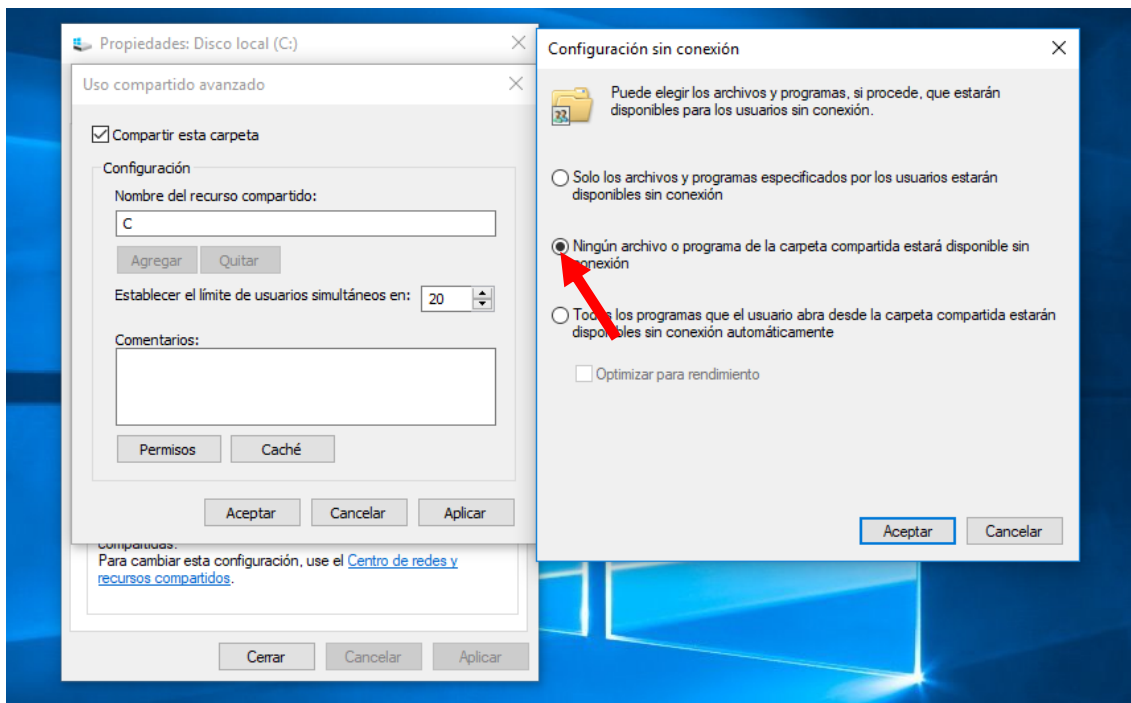 Propiedades: Disco local (C:)
Uso compartido avanzado
Compartir esta carpeta
Configuración
Nombre del recurso compartido:
C
Agregar
Quitar
Establecer el límite de usuarios simultáneos en:
20
Comentarios:
Permisos
Caché
Aceptar
Cancelar
Aplicar
compartidas.
Para cambiar esta configuración, use el Centro de redes y
recursos compartidos.
Cerrar
Cancelar
Aplicar
Configuración sin conexión
Puede elegir los archivos y programas, si procede, que estarán
disponibles para los usuarios sin conexión.
Solo los archivos y programas especificados por los usuarios estarán
disponibles sin conexión
Ningún archivo o programa de la carpeta compartida estará disponible sin
conexión
Todos los programas que el usuario abra desde la carpeta compartida estarán
disponibles sin conexión automáticamente
Optimizar para rendimiento
Aceptar
Cancelar